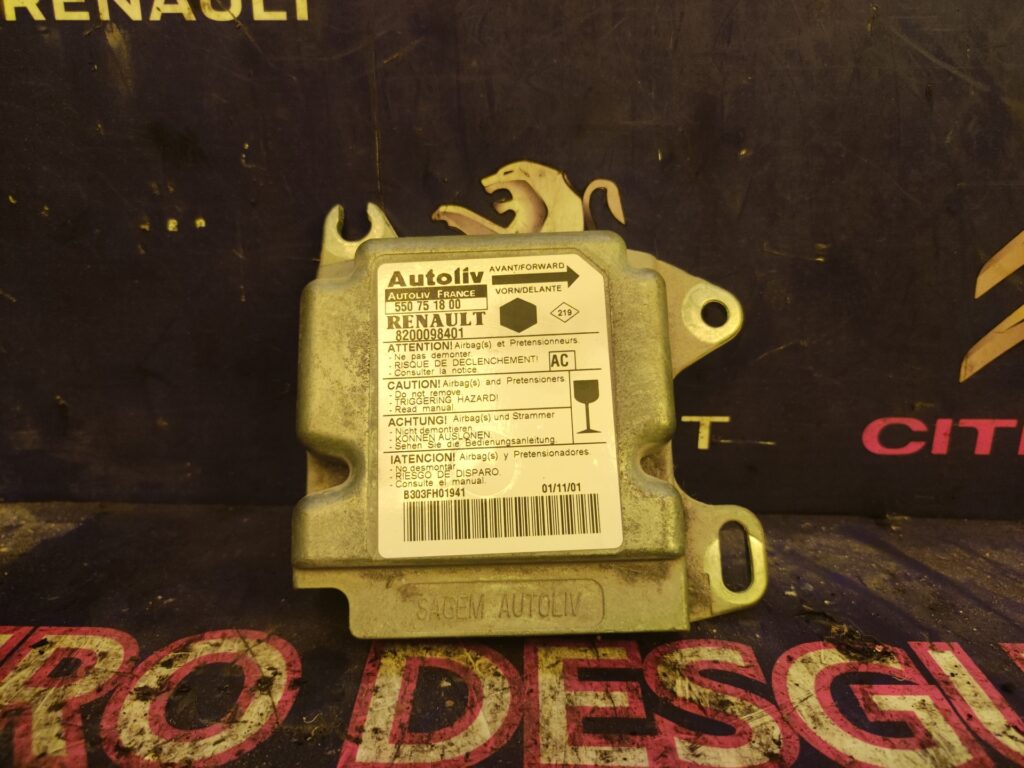 RENAULT
Autoliv
AVANT/FORWARD
AUTOLIV FRANCE
VORN/DELANTE
550 75 18 00
219
RENAULT
8200098401
ATTENTION! Airbag(s) et Pretensionneurs
- Ne pas demonter.
- RISQUE DE DECLENCHEMENT!
- Consulter la notice
AC
CAUTION! Airbag(s) and Pretensioners.
- Do not remove
- TRIGGERING HAZARD!
- Read manual
ACHTUNG! Airbag(s) und Strammer
- Nicht demontieren
- KONNEN AUSLONEN
- Sehen Sie die Bedienungsanleitung.
IATENCION! Airbag(s) y Pretensionadores.
- No desmontar
- RIESGO DE DISPARO.
- Consulte el manual.
B303FH01941 01/11/01
SAGEM AUTOLIV
T
CIT
RO DESGU